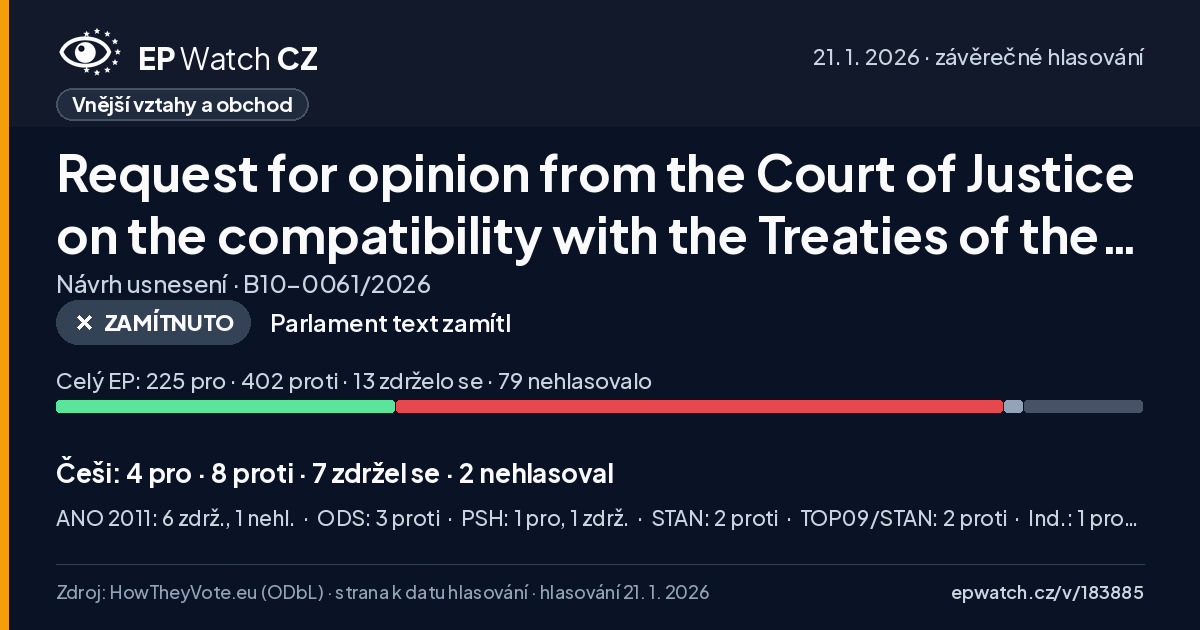 EP Watch CZ
21. 1. 2026 · závěrečné hlasování
Vnější vztahy a obchod
Request for opinion from the Court of Justice
on the compatibility with the Treaties of the…
Návrh usnesení · B10–0061/2026
✕ ZAMÍTNUTO Parlament text zamítl
Celý EP: 225 pro · 402 proti · 13 zdrželo se · 79 nehlasovalo
Češi: 4 pro · 8 proti · 7 zdržel se · 2 nehlasoval
ANO 2011: 6 zdrž., 1 nehl. · ODS: 3 proti · PSH: 1 pro, 1 zdrž. · STAN: 2 proti · TOP09/STAN: 2 proti · Ind.: 1 pro…
Zdroj: HowTheyVote.eu (ODbL) · strana k datu hlasování · hlasování 21. 1. 2026
epwatch.cz/v/183885